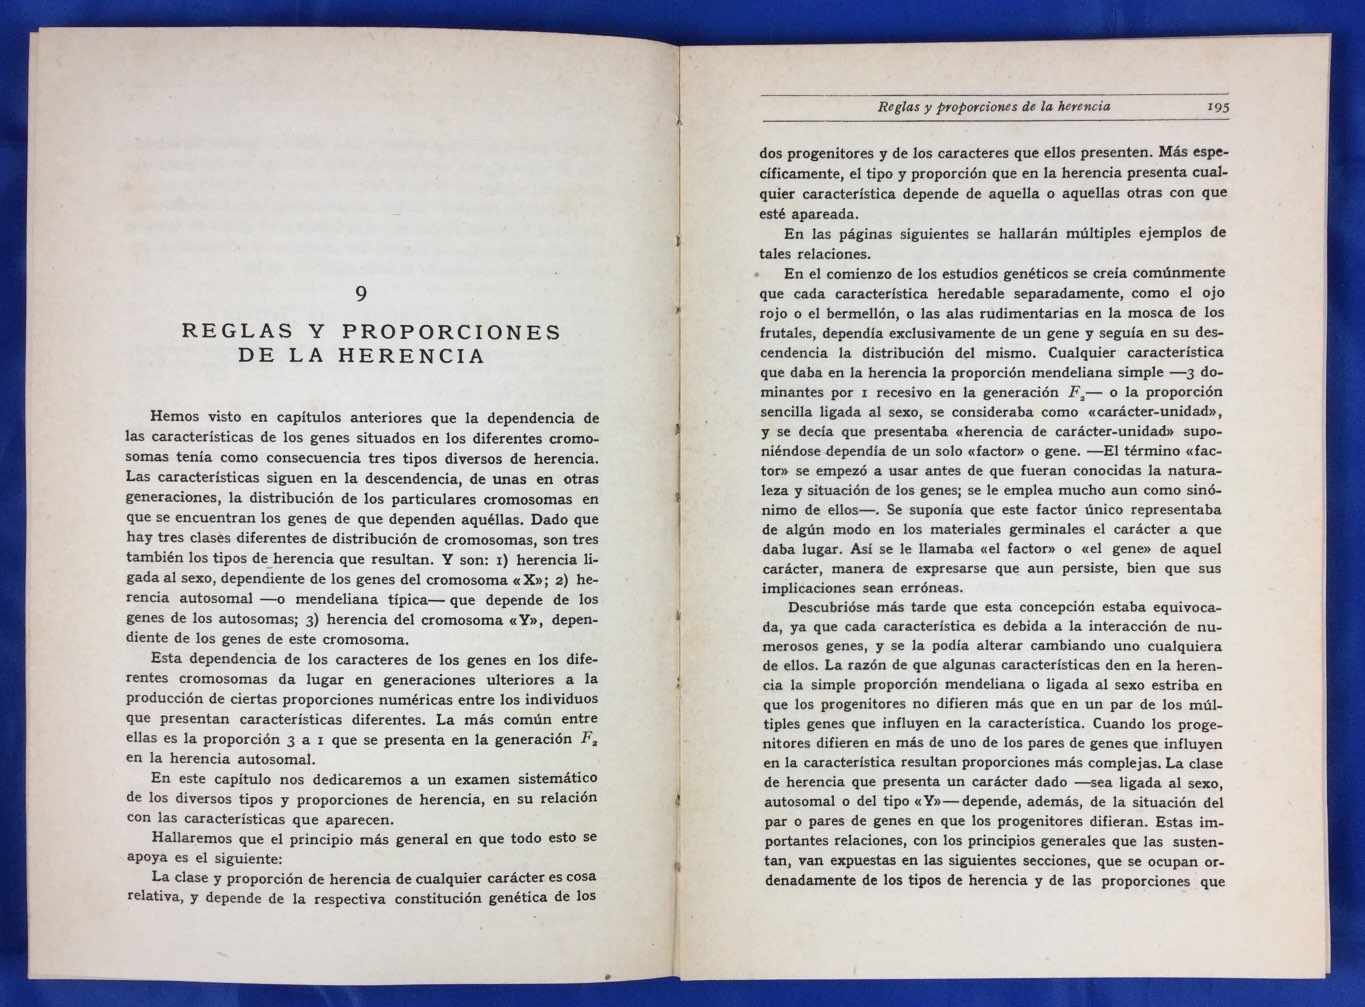 9
REGLAS Y PROPORCIONES
DE LA HERENCIA
Hemos visto en capítulos anteriores que la dependencia de
las características de los genes situados en los diferentes cromo-
somas tenía como consecuencia tres tipos diversos de herencia.
Las características siguen en la descendencia, de unas en otras
generaciones, la distribución de los particulares cromosomas en
que se encuentran los genes de que dependen aquéllas. Dado que
hay tres clases diferentes de distribución de cromosomas, son tres
también los tipos de herencia que resultan. Y son: 1) herencia li-
gada al sexo, dependiente de los genes del cromosoma «X»; 2) he-
rencia autosomal —o mendeliana típica— que depende de los
genes de los autosomas; 3) herencia del cromosoma «Y», depen-
diente de los genes de este cromosoma.
Esta dependencia de los caracteres de los genes en los dife-
rentes cromosomas da lugar en generaciones ulteriores a la
producción de ciertas proporciones numéricas entre los individuos
que presentan características diferentes. La más común entre
ellas es la proporción 3 a 1 que se presenta en la generación F₂
en la herencia autosomal.
En este capítulo nos dedicaremos a un examen sistemático
de los diversos tipos y proporciones de herencia, en su relación
con las características que aparecen.
Hallaremos que el principio más general en que todo esto se
apoya es el siguiente:
La clase y proporción de herencia de cualquier carácter es cosa
relativa, y depende de la respectiva constitución genética de los
Reglas y proporciones de la herencia 195
dos progenitores y de los caracteres que ellos presenten. Más espe-
cíficamente, el tipo y proporción que en la herencia presenta cual-
quier característica depende de aquella o aquellas otras con que
esté apareada.
En las páginas siguientes se hallarán múltiples ejemplos de
tales relaciones.
En el comienzo de los estudios genéticos se creía comúnmente
que cada característica heredable separadamente, como el ojo
rojo o el bermellón, o las alas rudimentarias en la mosca de los
frutales, dependía exclusivamente de un gene y seguía en su des-
cendencia la distribución del mismo. Cualquier característica
que daba en la herencia la proporción mendeliana simple —3 do-
minantes por 1 recesivo en la generación F₂— o la proporción
sencilla ligada al sexo, se consideraba como «carácter-unidad»,
y se decía que presentaba «herencia de carácter-unidad» supo-
niéndose dependía de un solo «factor» o gene. —El término «fac-
tor» se empezó a usar antes de que fueran conocidas la natura-
leza y situación de los genes; se le emplea mucho aun como sinó-
nimo de ellos—. Se suponía que este factor único representaba
de algún modo en los materiales germinales el carácter a que
daba lugar. Así se le llamaba «el factor» o «el gene» de aquel
carácter, manera de expresarse que aun persiste, bien que sus
implicaciones sean erróneas.
Descubrióse más tarde que esta concepción estaba equivoca-
da, ya que cada característica es debida a la interacción de nu-
merosos genes, y se la podía alterar cambiando uno cualquiera
de ellos. La razón de que algunas características den en la heren-
cia la simple proporción mendeliana o ligada al sexo estriba en
que los progenitores no difieren más que en un par de los múl-
tiples genes que influyen en la característica. Cuando los proge-
nitores difieren en más de uno de los pares de genes que influyen
en la característica resultan proporciones más complejas. La clase
de herencia que presenta un carácter dado —sea ligada al sexo,
autosomal o del tipo «Y»— depende, además, de la situación del
par o pares de genes en que los progenitores difieran. Estas im-
portantes relaciones, con los principios generales que las susten-
tan, van expuestas en las siguientes secciones, que se ocupan or-
denadamente de los tipos de herencia y de las proporciones que